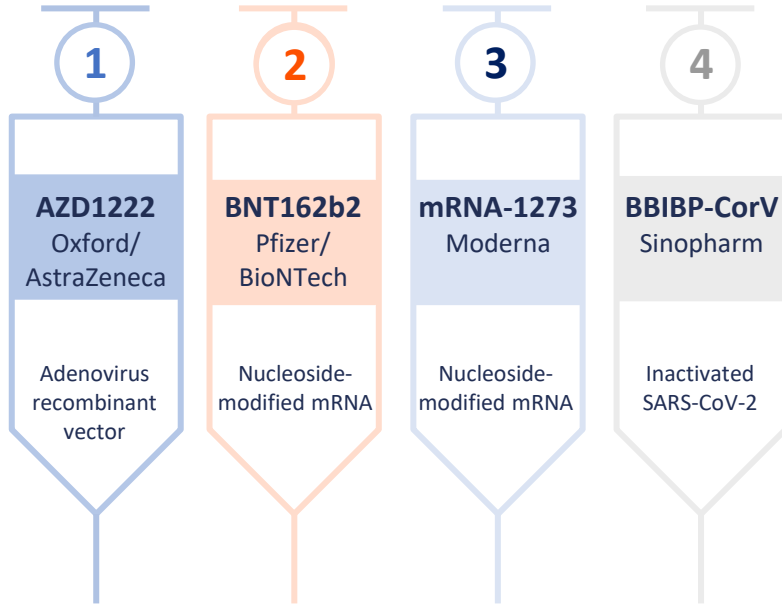 1
AZD1222
Oxford/
AstraZeneca
Adenovirus
recombinant
vector
2
BNT162b2
Pfizer/
BioNTech
Nucleoside-
modified mRNA
3
mRNA-1273
Moderna
Nucleoside-
modified mRNA
4
BBIBP-CorV
Sinopharm
Inactivated
SARS-CoV-2